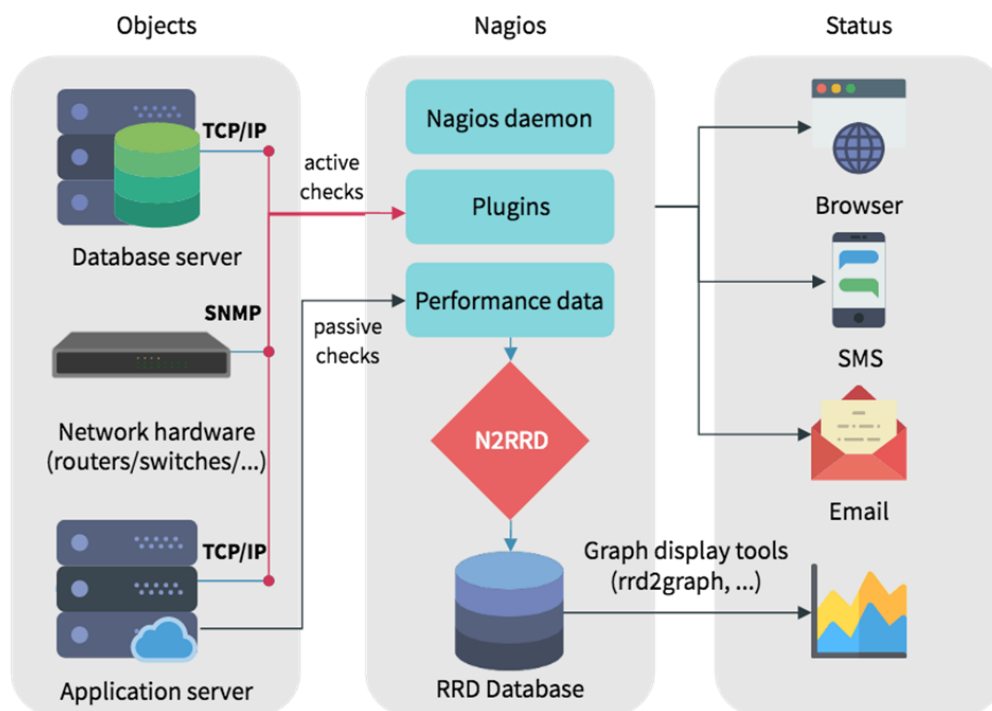 Objects
Nagios
Status
TCP/IP
Database server
SNMP
Network hardware
(routers/switches/...)
TCP/IP
Application server
active
checks
passive
checks
Nagios daemon
Plugins
Performance data
N2RRD
RRD Database
Graph display tools
(rrd2graph, ...)
Browser
SMS
Email